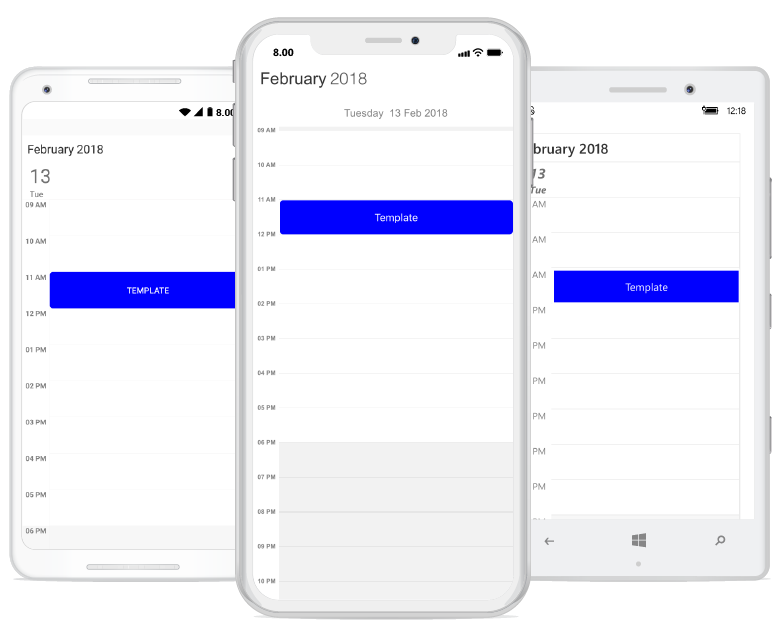 8.00
February 2018
February 2018
13
Tue
09 AM
10 AM
11 AM
TEMPLATE
12 PM
01 PM
02 PM
03 PM
04 PM
05 PM
06 PM
8.00
February 2018
Tuesday 13 Feb 2018
09 AM
10 AM
11 AM
Template
12 PM
01 PM
02 PM
03 PM
04 PM
05 PM
06 PM
07 PM
08 PM
09 PM
10 PM
12:18
bruary 2018
13
Tue
AM
AM
AM
Template
PM
PM
PM
PM
PM
PM